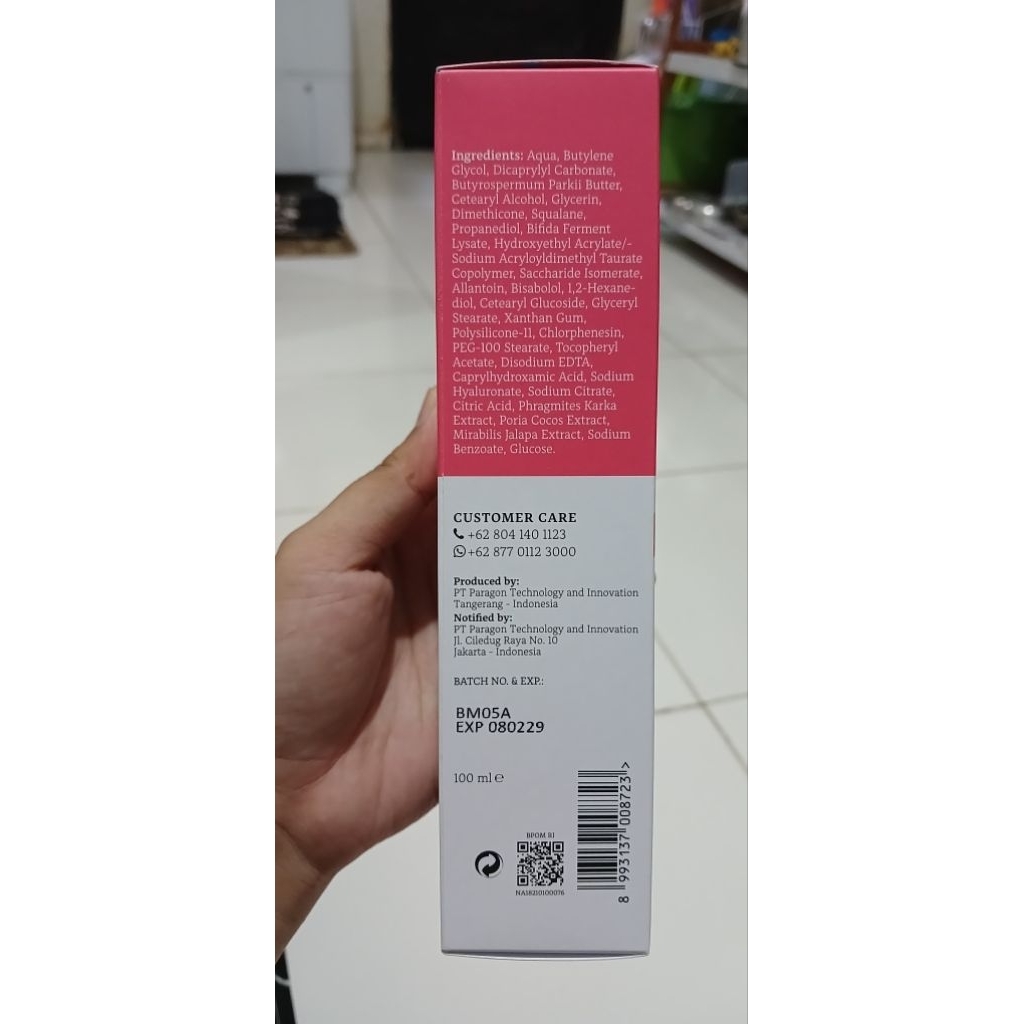 Ingredients: Aqua, Butylene
Glycol, Dicaprylyl Carbonate,
Butyrospermum Parkii Butter,
Cetearyl Alcohol, Glycerin,
Dimethicone, Squalane,
Propanediol, Bifida Ferment
Lysate, Hydroxyethyl Acrylate/-
Sodium Acryloyldimethyl Taurate
Copolymer, Saccharide Isomerate,
Allantoin, Bisabolol, 1,2-Hexane-
diol, Cetearyl Glucoside, Glyceryl
Stearate, Xanthan Gum,
Polysilicone-11, Chlorphenesin,
PEG-100 Stearate, Tocopheryl
Acetate, Disodium EDTA,
Caprylhydroxamic Acid, Sodium
Hyaluronate, Sodium Citrate,
Citric Acid, Phragmites Karka
Extract, Poria Cocos Extract,
Mirabilis Jalapa Extract, Sodium
Benzoate, Glucose.
CUSTOMER CARE
+62 804 140 1123
+62 877 0112 3000
Produced by:
PT Paragon Technology and Innovation
Tangerang - Indonesia
Notified by:
PT Paragon Technology and Innovation
Jl. Ciledug Raya No. 10
Jakarta - Indonesia
BATCH NO. & EXP.:
BM05A
EXP 080229
100 ml e
BPOM RI
NA18210100076
8 993137 008723 >